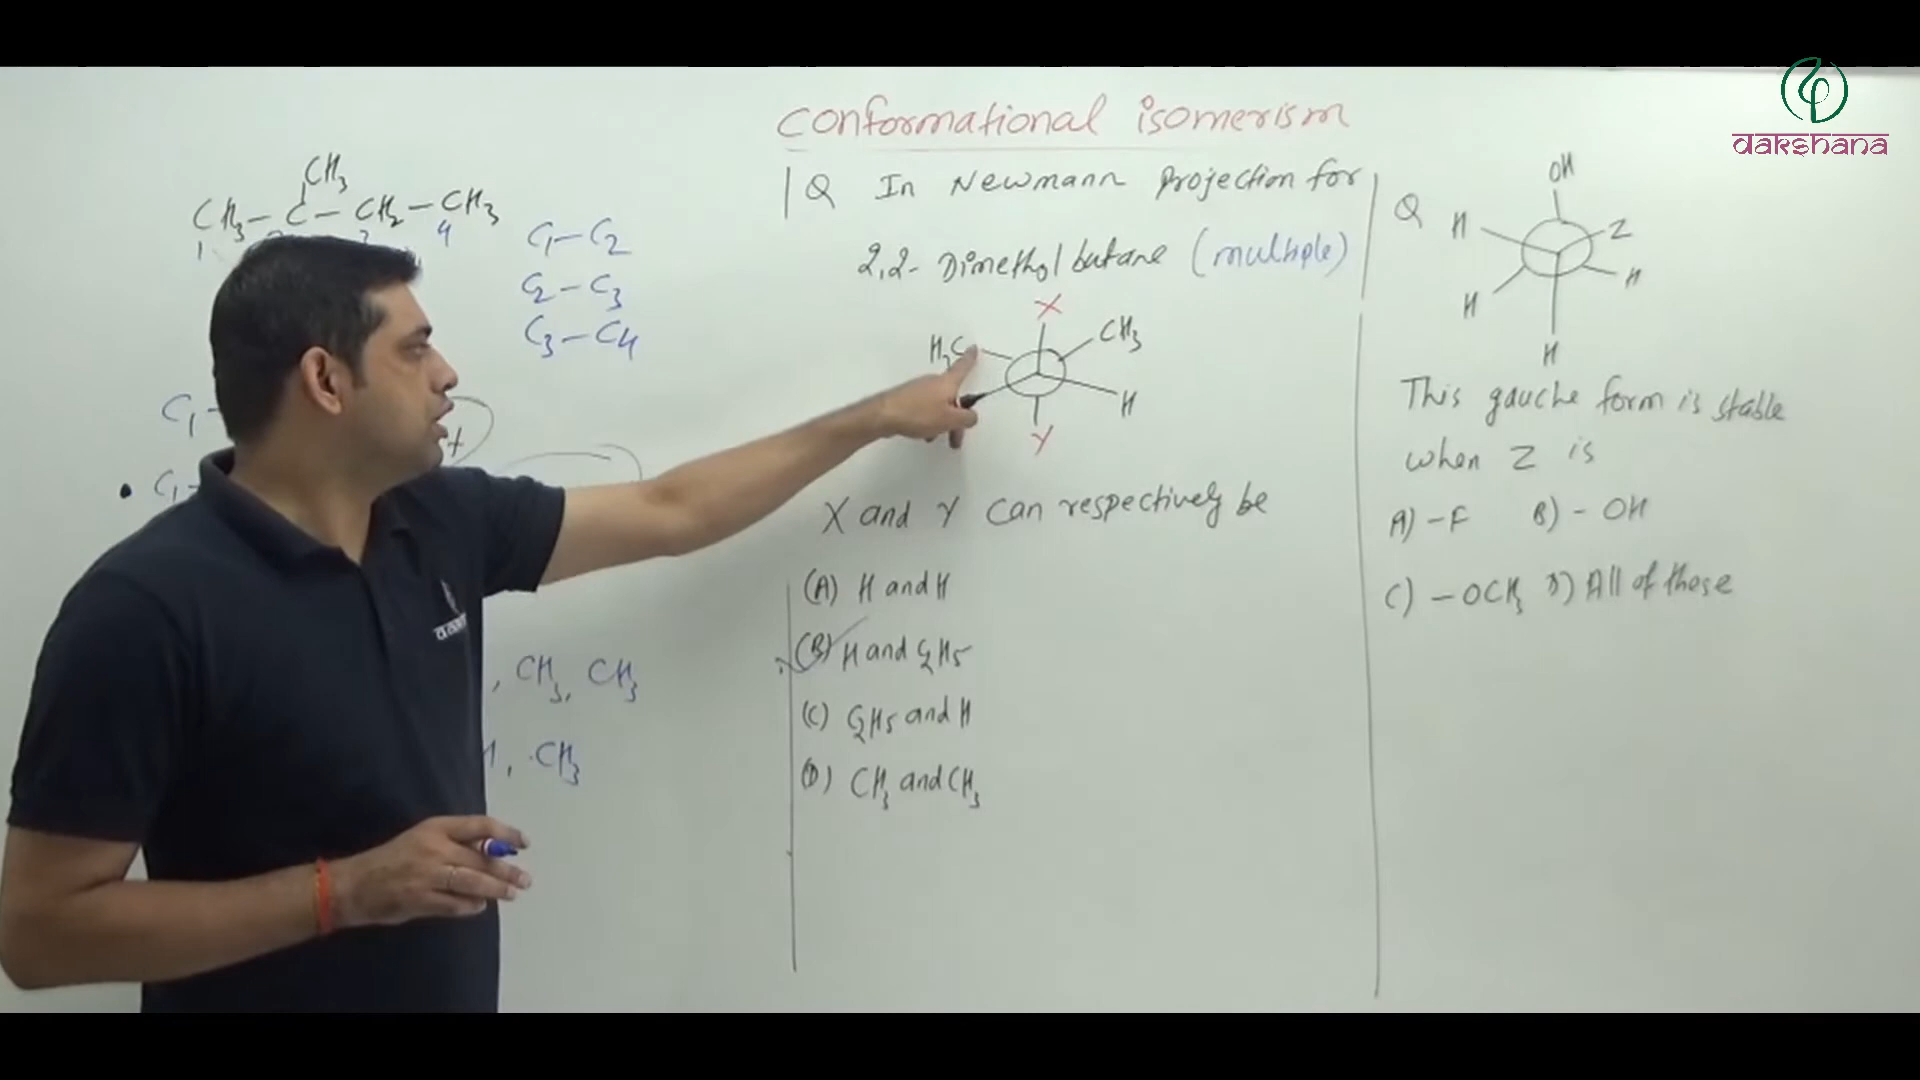 dakshana
Conformational isomerism
CH3
CH3 – C – CH2 – CH3
1 3 4
C1 – C2
C2 – C3
C3 – C4
Q In Newmann Projection for
2,2- Dimethyl butane (multiple)
X
CH3
H3C
H
Y
X and Y can respectively be
(A) H and H
(B) H and C2H5
(C) C2H5 and H
(D) CH3 and CH3
, CH3, CH3
H, CH3
Q
OH
H
Z
H
H
H
This gauche form is stable
when Z is
A) – F B) – OH
C) – OCH3 D) All of these